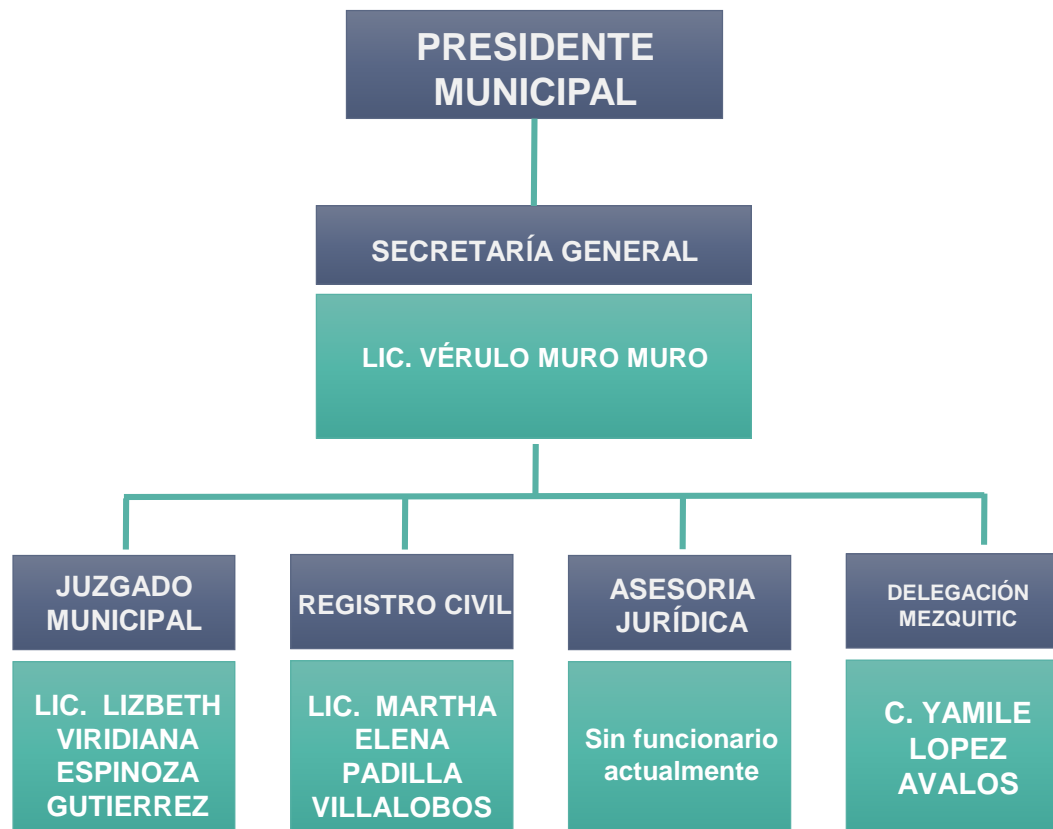 PRESIDENTE
MUNICIPAL
SECRETARÍA GENERAL
LIC. VÉRULO MURO MURO
JUZGADO
MUNICIPAL
LIC. LIZBETH
VIRIDIANA
ESPINOZA
GUTIERREZ
REGISTRO CIVIL
LIC. MARTHA
ELENA
PADILLA
VILLALOBOS
ASESORIA
JURÍDICA
Sin funcionario
actualmente
DELEGACIÓN
MEZQUITIC
C. YAMILE
LOPEZ
AVALOS